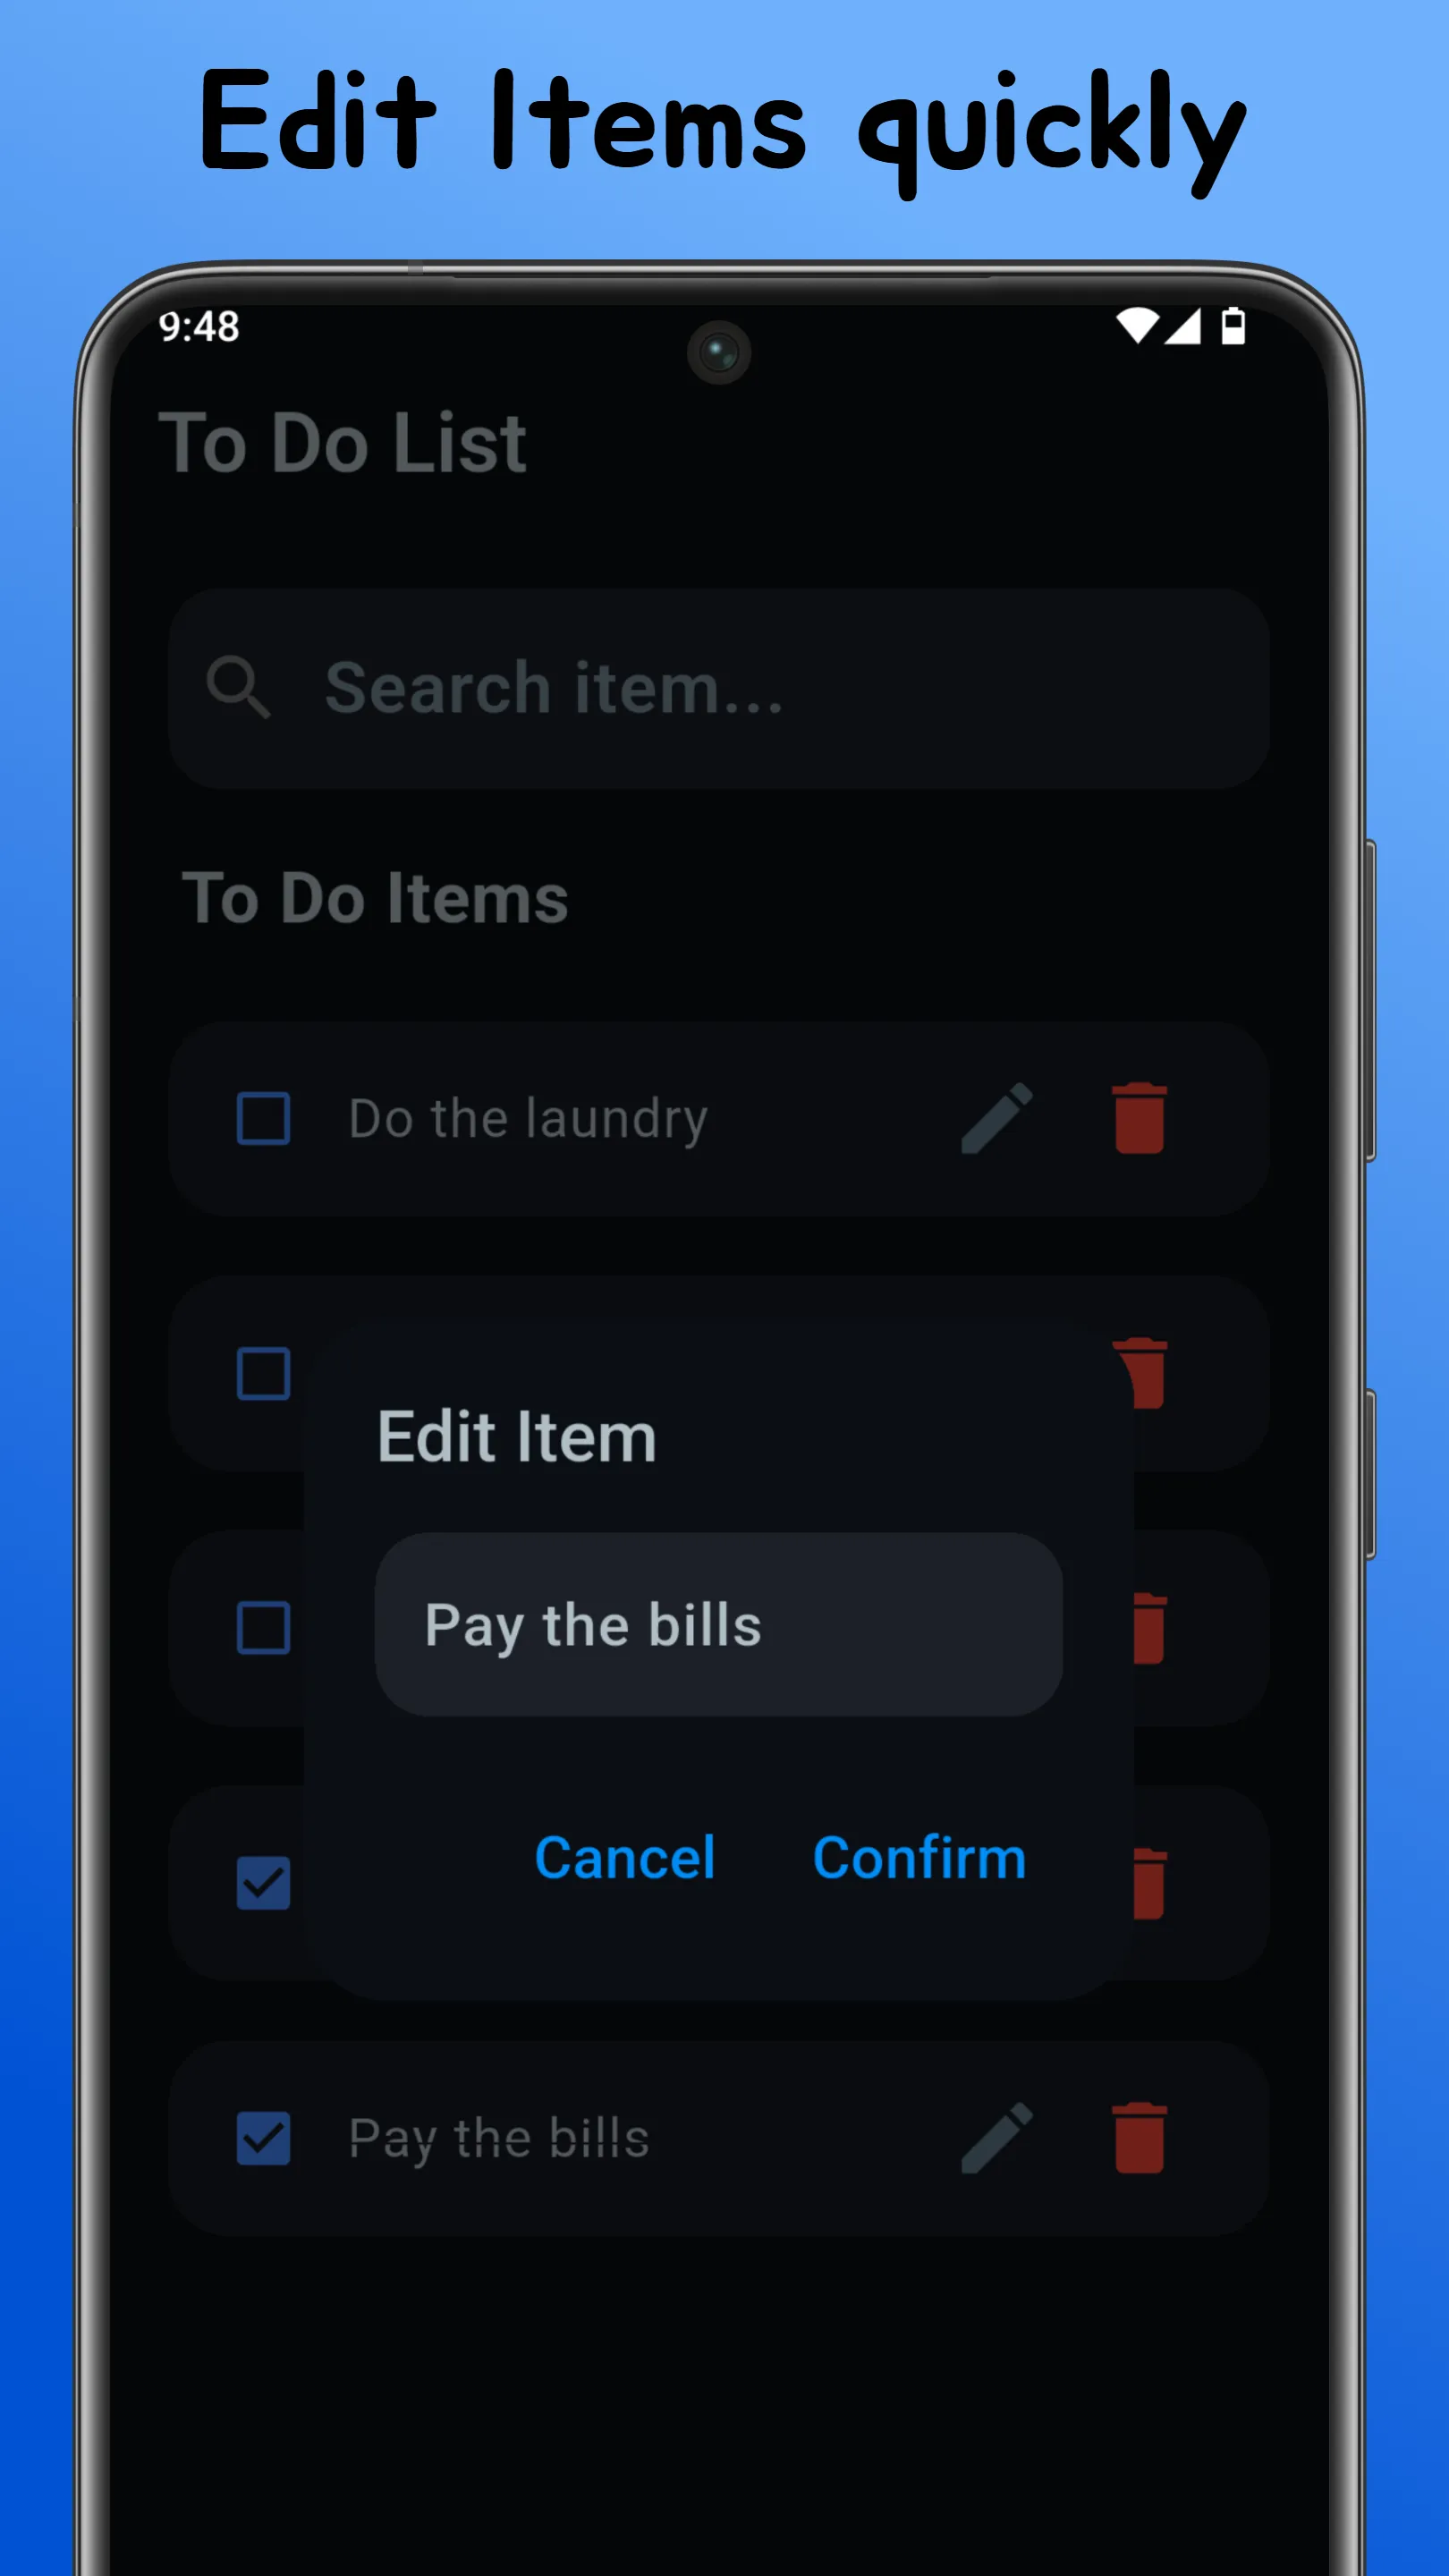 Edit Items quickly
9:48
To Do List
Search item...
To Do Items
Do the laundry
Edit Item
Pay the bills
Cancel Confirm
Pay the bills